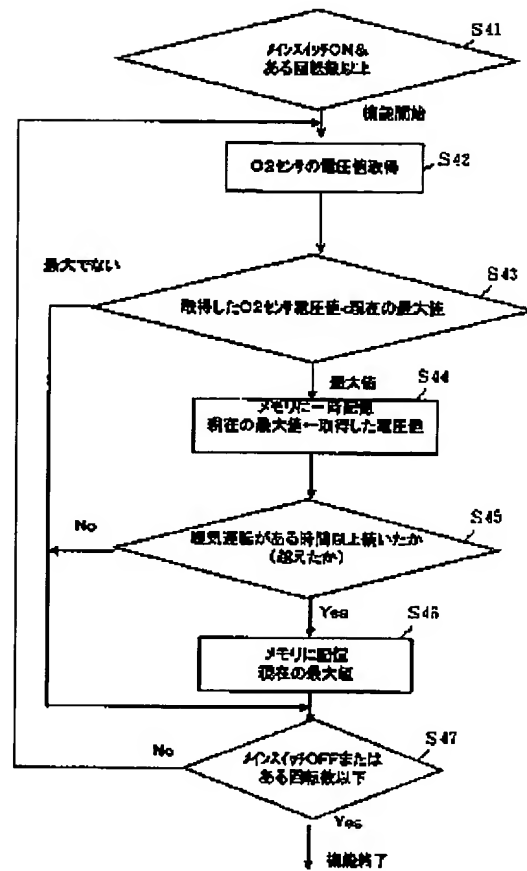 S41
メインスイッチON&
ある回転数以上
機能開始
S42
O2センサの電圧値取得
最大でない
S43
取得したO2センサ電圧値<現在の最大値
最大値
S44
メモリに一時記憶
現在の最大値←取得した電圧値
S45
No
暖気運転がある時間以上続いたか
(越えたか)
Yes
S46
メモリに記憶
現在の最大値
No
S47
メインスイッチOFFまたは
ある回転数以下
Yes
機能終了